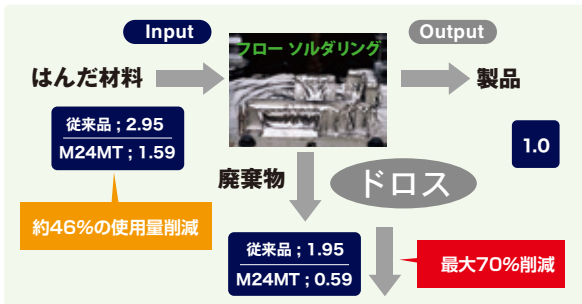 Input
Output
フロー ソルダリング
はんだ材料
製品
従来品 ; 2.95
M24MT ; 1.59
1.0
廃棄物
ドロス
約46%の使用量削減
従来品 ; 1.95
M24MT ; 0.59
最大70%削減